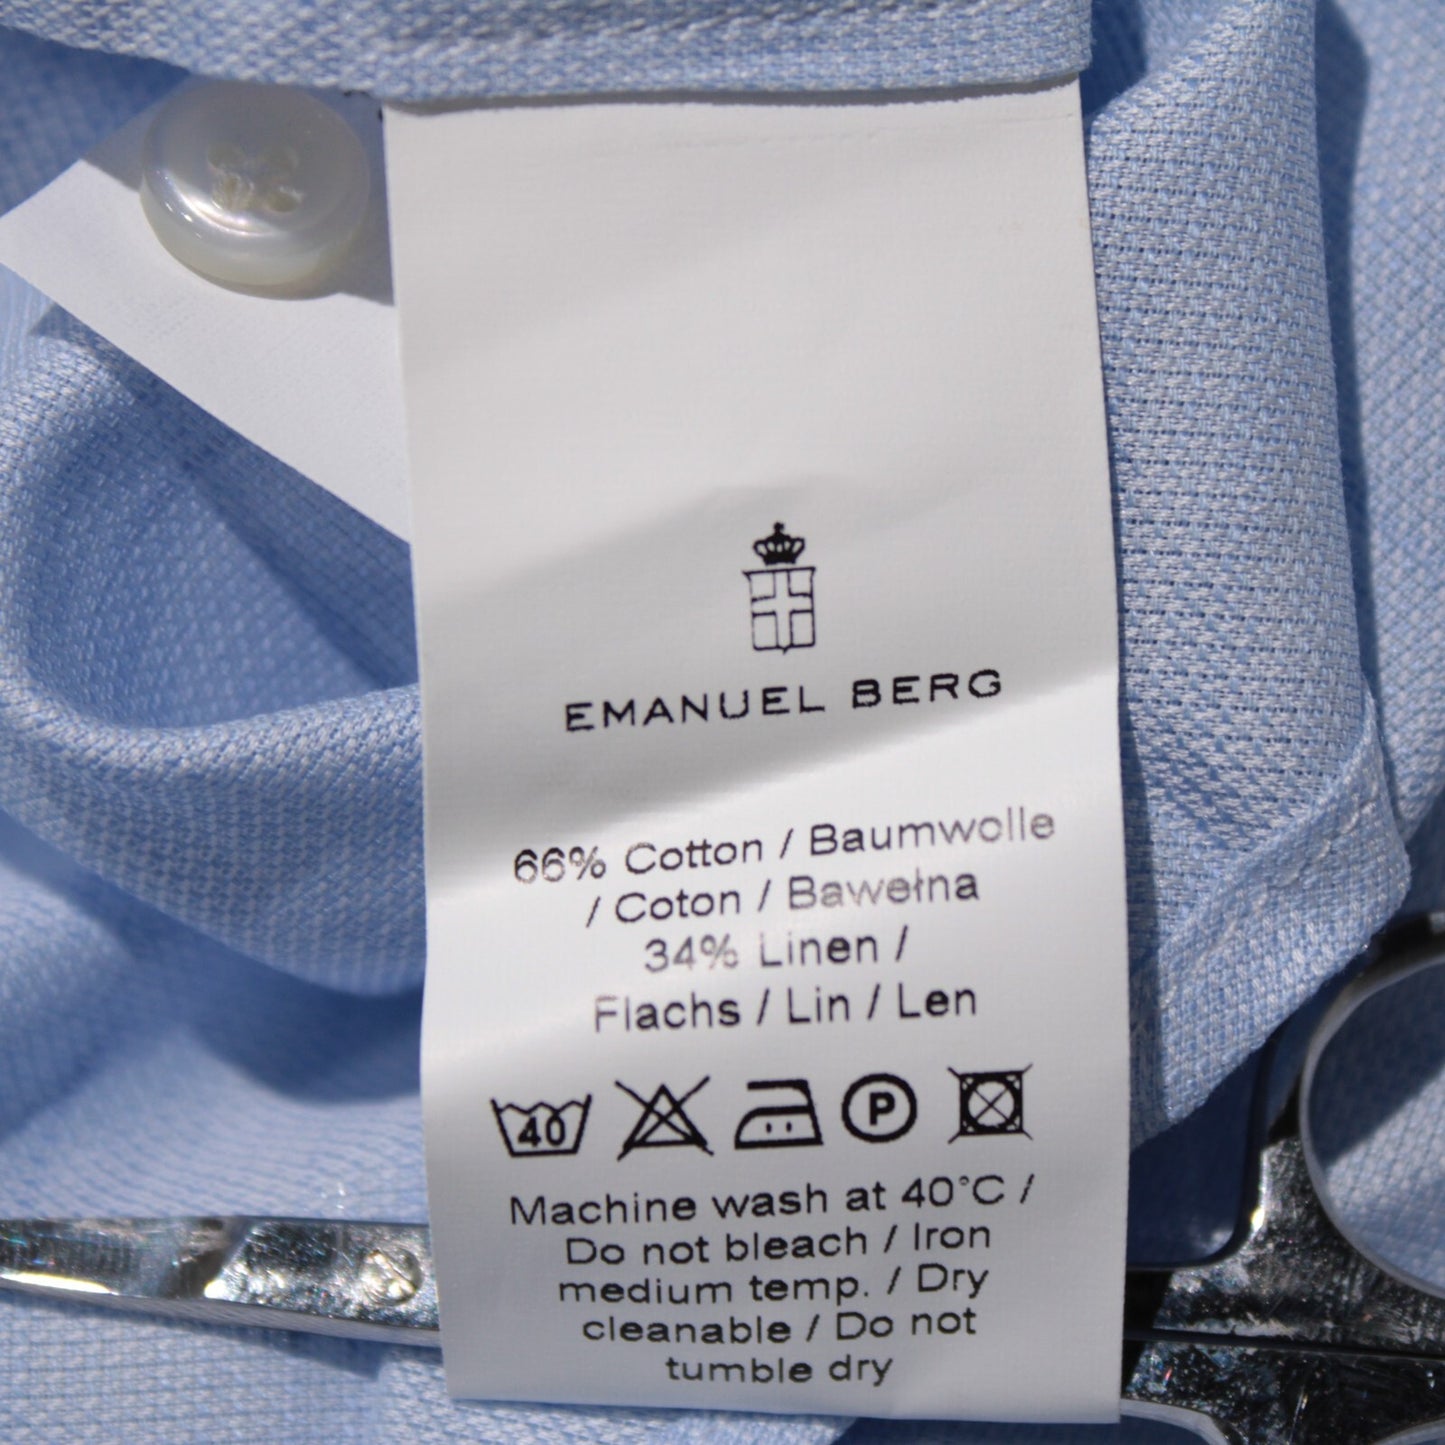 EMANUEL BERG
66% Cotton / Baumwolle
/ Coton / Bawełna
34% Linen /
Flachs / Lin / Len
40 P
Machine wash at 40°C /
Do not bleach / Iron
medium temp. / Dry
cleanable / Do not
tumble dry